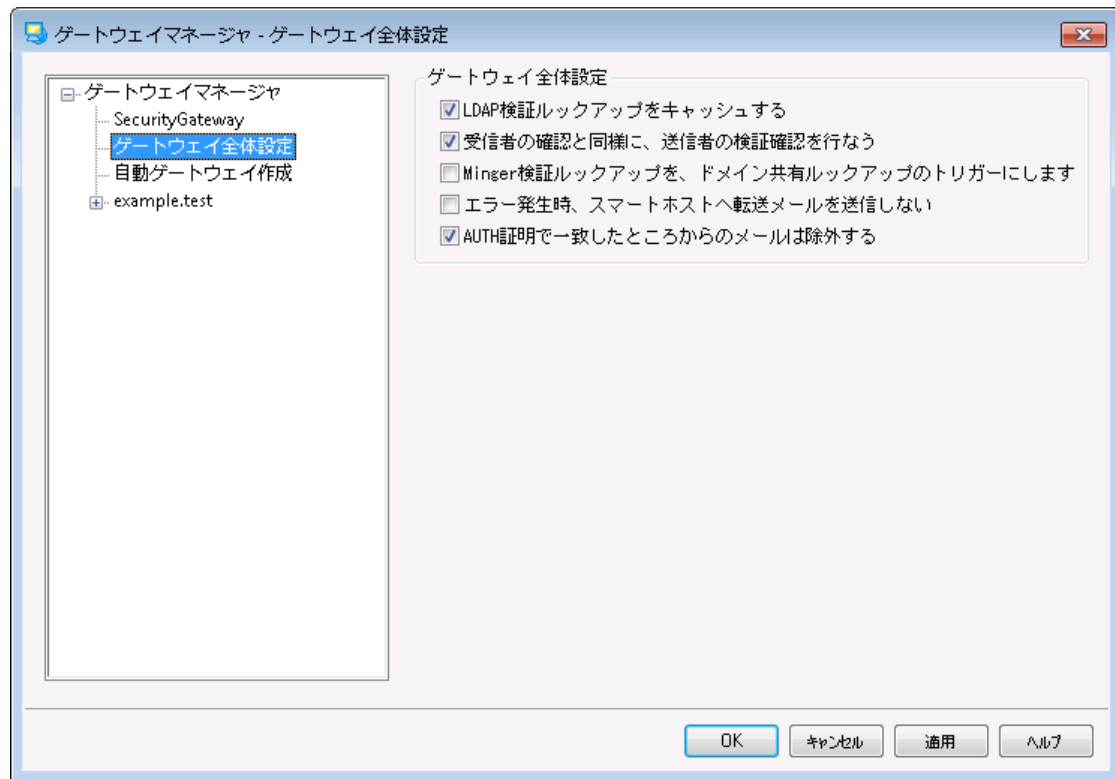 ゲートウェイマネージャ - ゲートウェイ全体設定
ゲートウェイマネージャ
SecurityGateway
ゲートウェイ全体設定
自動ゲートウェイ作成
example.test
ゲートウェイ全体設定
LDAP検証ルックアップをキャッシュする
受信者の確認と同様に、送信者の検証確認を行なう
Minger検証ルックアップを、ドメイン共有ルックアップのトリガーにします
エラー発生時、スマートホストへ転送メールを送信しない
AUTH証明で一致したところからのメールは除外する
OK
キャンセル
適用
ヘルプ